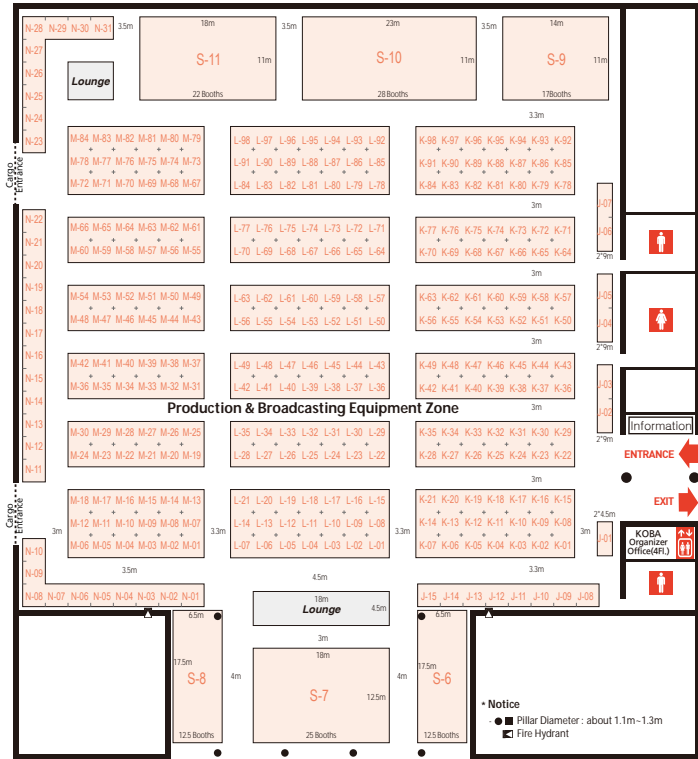 18m
23m
14m
N-28 N-29 N-30 N-31
3.5m
3.5m
3.5m
N-27
S-11
S-10
S-9
11m
11m
11m
N-26
Lounge
N-25
22 Booths
28 Booths
17Booths
N-24
3.3m
N-23
M-84 M-83 M-82 M-81 M-80 M-79
L-98 L-97 L-96 L-95 L-94 L-93 L-92
K-98 K-97 K-96 K-95 K-94 K-93 K-92
M-78 M-77 M-76 M-75 M-74 M-73
L-91 L-90 L-89 L-88 L-87 L-86 L-85
K-91 K-90 K-89 K-88 K-87 K-86 K-85
M-72 M-71 M-70 M-69 M-68 M-67
L-84 L-83 L-82 L-81 L-80 L-79 L-78
K-84 K-83 K-82 K-81 K-80 K-79 K-78
Cargo
Entrance
3m
J-07
J-06
2*9m
N-22
N-21
N-20
N-19
N-18
N-17
N-16
N-15
N-14
N-13
N-12
N-11
M-66 M-65 M-64 M-63 M-62 M-61
L-77 L-76 L-75 L-74 L-73 L-72 L-71
K-77 K-76 K-75 K-74 K-73 K-72 K-71
M-60 M-59 M-58 M-57 M-56 M-55
L-70 L-69 L-68 L-67 L-66 L-65 L-64
K-70 K-69 K-68 K-67 K-66 K-65 K-64
3m
J-05
J-04
2*9m
M-54 M-53 M-52 M-51 M-50 M-49
L-63 L-62 L-61 L-60 L-59 L-58 L-57
K-63 K-62 K-61 K-60 K-59 K-58 K-57
M-48 M-47 M-46 M-45 M-44 M-43
L-56 L-55 L-54 L-53 L-52 L-51 L-50
K-56 K-55 K-54 K-53 K-52 K-51 K-50
3m
J-03
J-02
2*9m
M-42 M-41 M-40 M-39 M-38 M-37
L-49 L-48 L-47 L-46 L-45 L-44 L-43
K-49 K-48 K-47 K-46 K-45 K-44 K-43
M-36 M-35 M-34 M-33 M-32 M-31
L-42 L-41 L-40 L-39 L-38 L-37 L-36
K-42 K-41 K-40 K-39 K-38 K-37 K-36
Production & Broadcasting Equipment Zone
3m
Information
ENTRANCE
EXIT
M-30 M-29 M-28 M-27 M-26 M-25
L-35 L-34 L-33 L-32 L-31 L-30 L-29
K-35 K-34 K-33 K-32 K-31 K-30 K-29
M-24 M-23 M-22 M-21 M-20 M-19
L-28 L-27 L-26 L-25 L-24 L-23 L-22
K-28 K-27 K-26 K-25 K-24 K-23 K-22
3m
M-18 M-17 M-16 M-15 M-14 M-13
L-21 L-20 L-19 L-18 L-17 L-16 L-15
K-21 K-20 K-19 K-18 K-17 K-16 K-15
M-12 M-11 M-10 M-09 M-08 M-07
L-14 L-13 L-12 L-11 L-10 L-09 L-08
K-14 K-13 K-12 K-11 K-10 K-09 K-08
M-06 M-05 M-04 M-03 M-02 M-01
L-07 L-06 L-05 L-04 L-03 L-02 L-01
K-07 K-06 K-05 K-04 K-03 K-02 K-01
Cargo
Entrance
3m
3.3m
3.3m
3m
2*4.5m
J-01
KOBA
Organizer
Office(4Fl.)
N-10
N-09
3.5m
4.5m
3.3m
N-08 N-07 N-06 N-05 N-04 N-03 N-02 N-01
18m
Lounge
4.5m
J-15 J-14 J-13 J-12 J-11 J-10 J-09 J-08
6.5m
3m
6.5m
18m
17.5m
17.5m
S-8
4m
S-7
12.5m
4m
S-6
12.5 Booths
25 Booths
12.5 Booths
* Notice
- ● ■ Pillar Diameter : about 1.1m~1.3m
Fire Hydrant